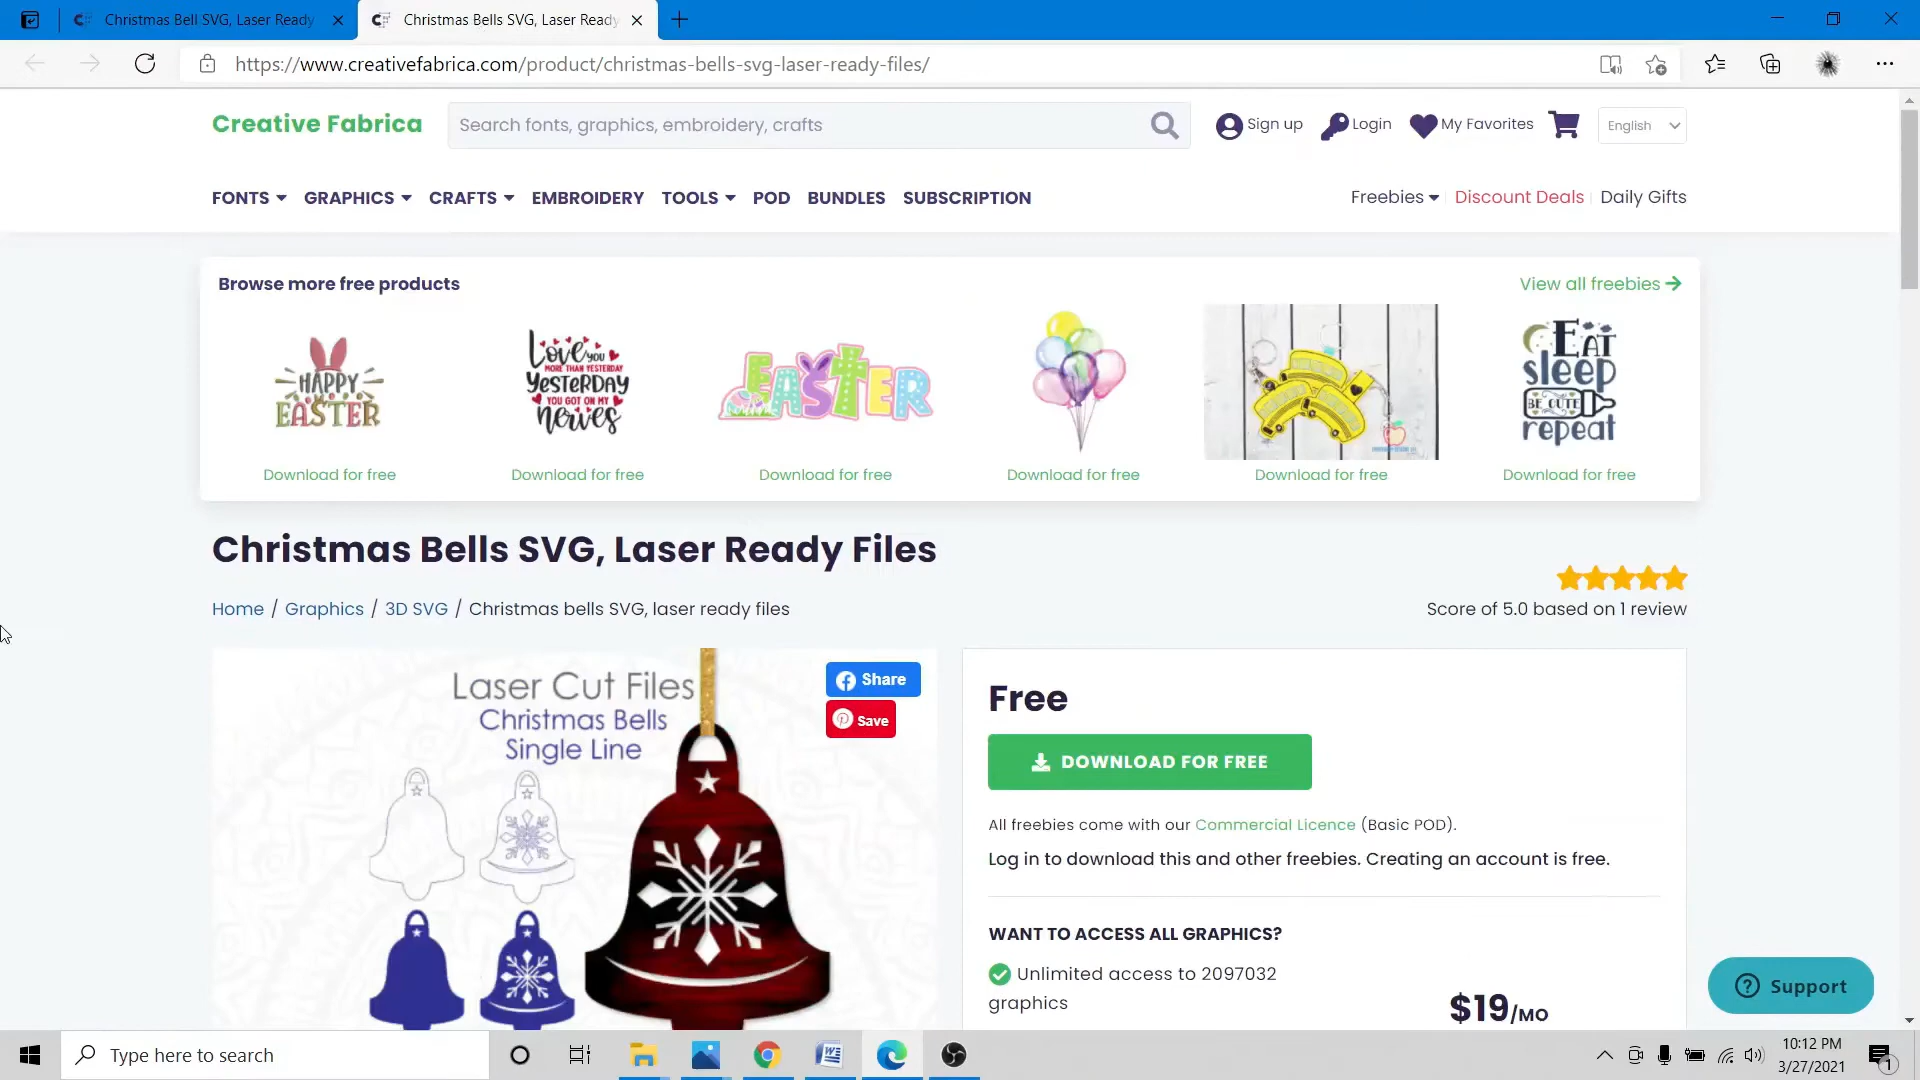 Christmas Bell SVG, Laser Ready
Christmas Bells SVG, Laser Ready
https://www.creativefabrica.com/product/christmas-bells-svg-laser-ready-files/
Creative Fabrica
Search fonts, graphics, embroidery, crafts
Sign up
Login
My Favorites
English
FONTS
GRAPHICS
CRAFTS
EMBROIDERY
TOOLS
POD
BUNDLES
SUBSCRIPTION
Freebies
Discount Deals
Daily Gifts
Browse more free products
View all freebies
HAPPY
EASTER
Love you
MORE THAN YESTERDAY
YESTERDAY
YOU GOT ON MY
nerves
EASTER
EAT
sleep
BE CUTE
repeat
Download for free
Download for free
Download for free
Download for free
Download for free
Download for free
Christmas Bells SVG, Laser Ready Files
Home / Graphics / 3D SVG / Christmas bells SVG, laser ready files
Score of 5.0 based on 1 review
Laser Cut Files
Christmas Bells
Single Line
Share
Save
Free
DOWNLOAD FOR FREE
All freebies come with our Commercial Licence (Basic POD).
Log in to download this and other freebies. Creating an account is free.
WANT TO ACCESS ALL GRAPHICS?
Unlimited access to 2097032
graphics
$19/MO
Support
Type here to search
10:12 PM
3/27/2021
1